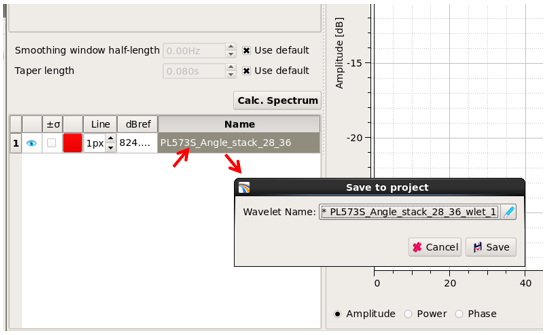 Smoothing window half-length 0.00Hz Use default
Taper length 0.080s Use default
Calc. Spectrum
±σ Line dBref Name
1 1px 824.... PL573S_Angle_stack_28_36
Save to project
Wavelet Name: * PL573S_Angle_stack_28_36_wlet_1
Cancel Save
Amplitude [dB]
-15
-20
0 20 40
Amplitude Power Phase